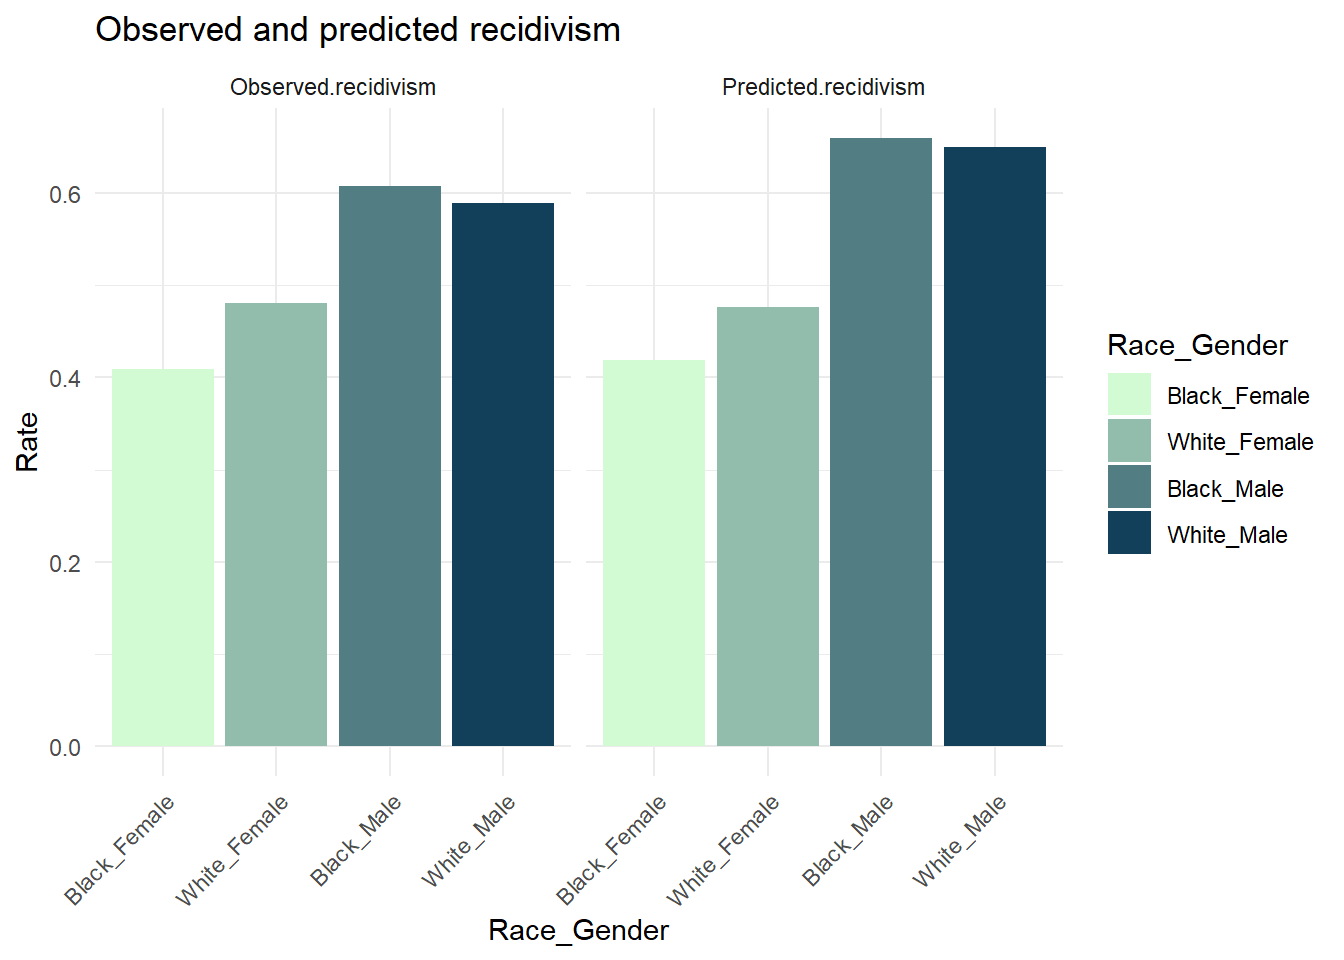 Observed and predicted recidivism
Observed.recidivism
Predicted.recidivism
Rate
0.6
0.4
0.2
0.0
Black_Female
White_Female
Black_Male
White_Male
Black_Female
White_Female
Black_Male
White_Male
Race_Gender
Race_Gender
Black_Female
White_Female
Black_Male
White_Male